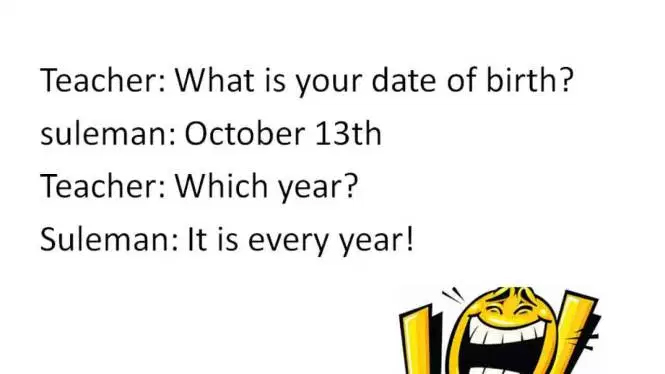 Teacher: What is your date of birth?
suleman: October 13th
Teacher: Which year?
Suleman: It is every year!